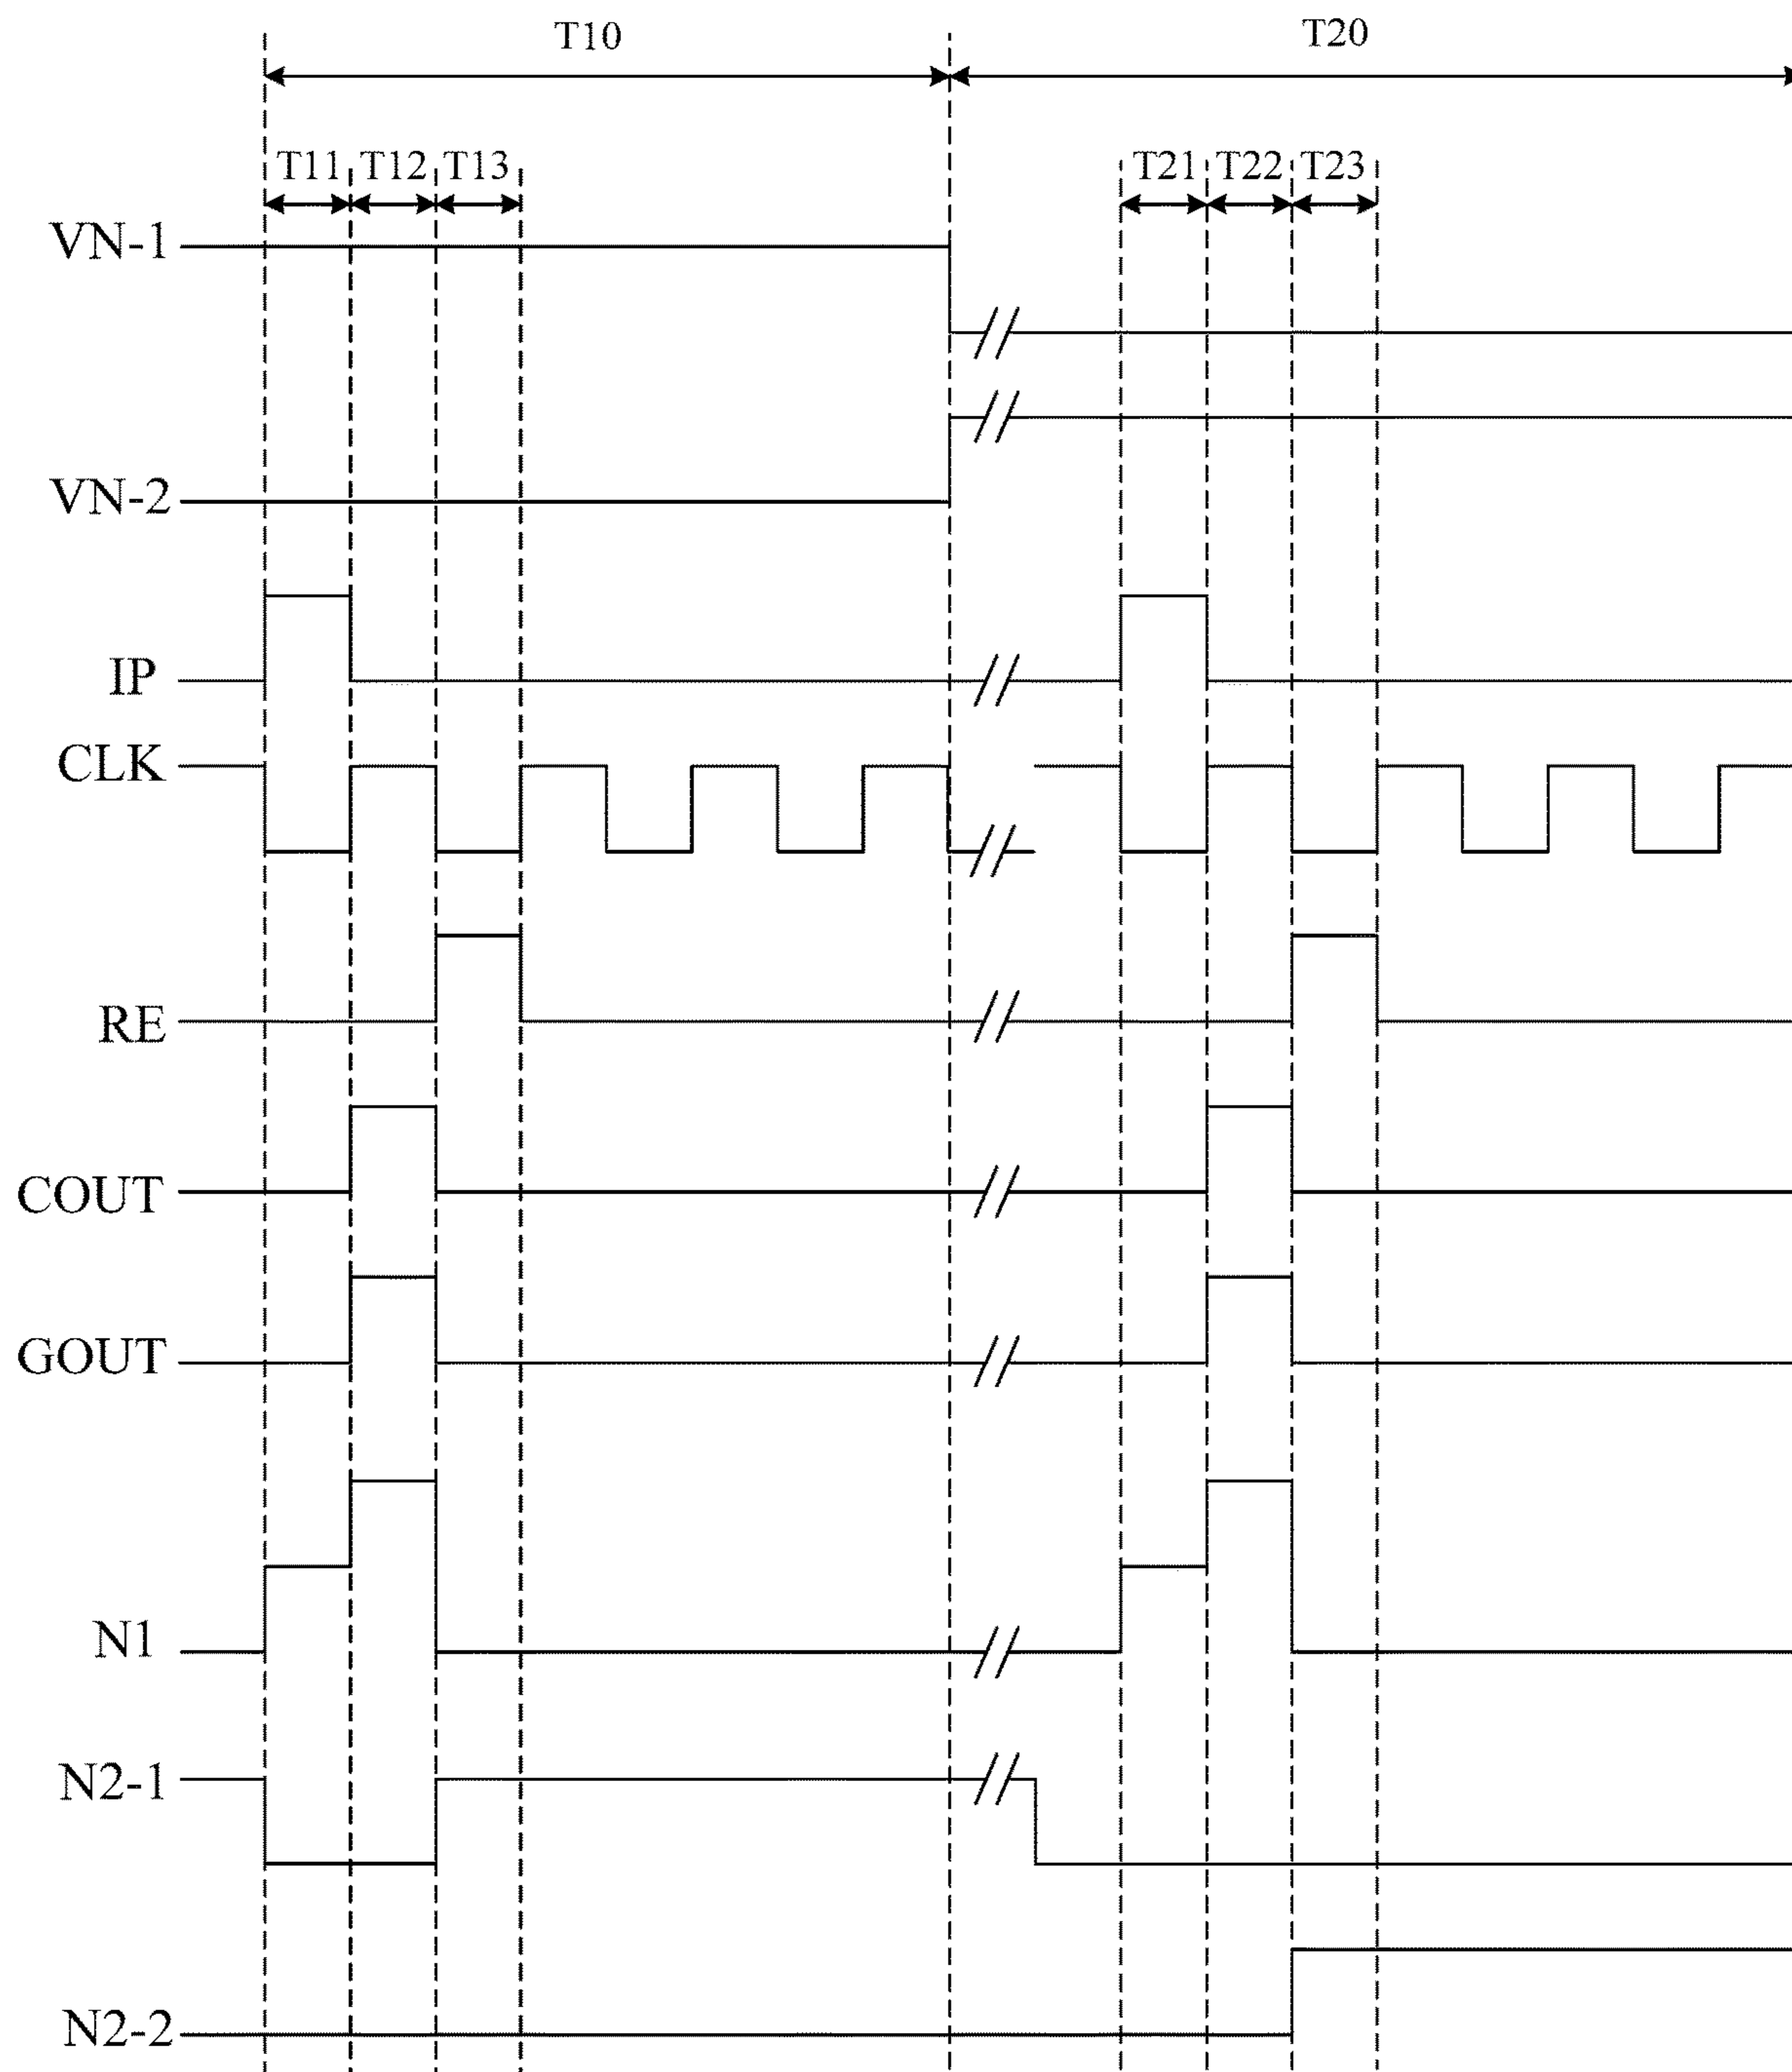 T10 T20
T11 T12 T13 T21 T22 T23
VN-1
VN-2
IP
CLK
RE
COUT
GOUT
N1
N2-1
N2-2